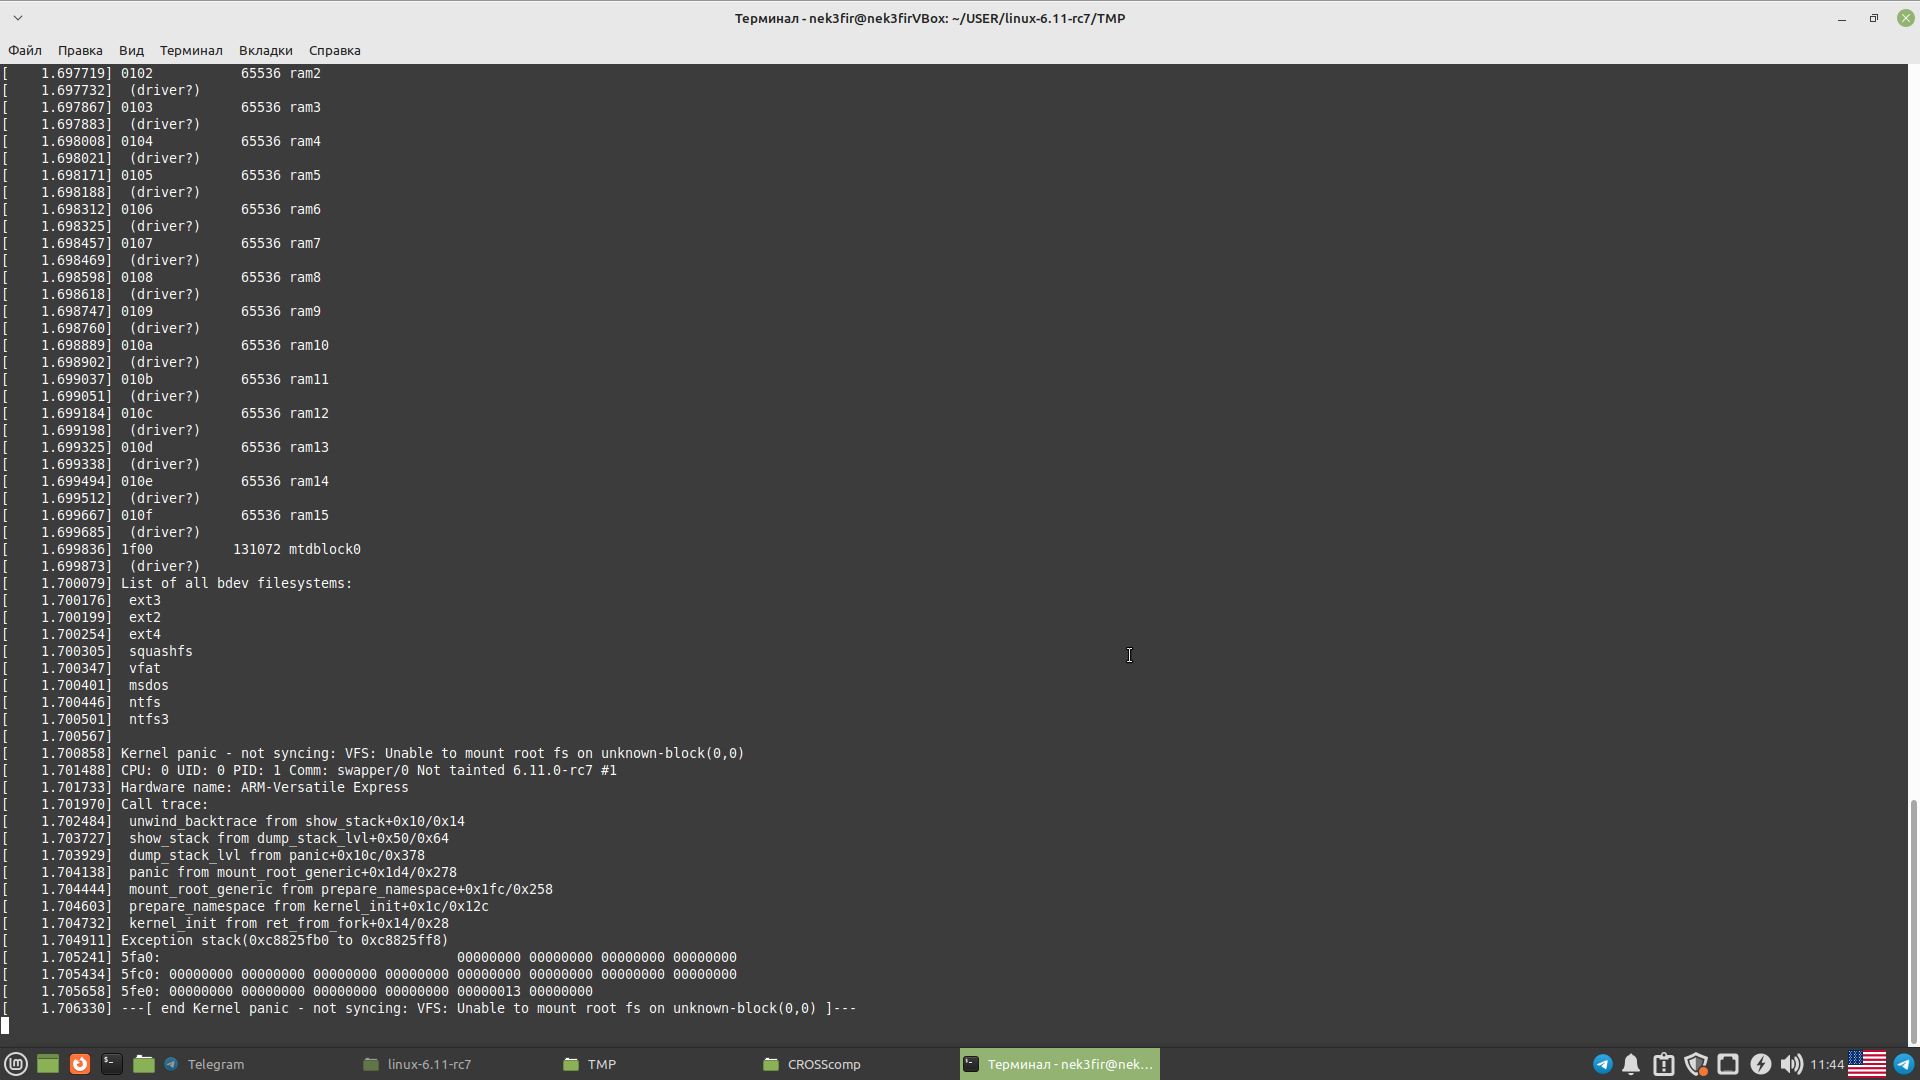 Терминал - nek3fir@nek3firVBox: ~/USER/linux-6.11-rc7/TMP
Файл Правка Вид Терминал Вкладки Справка
[    1.697719] 0102           65536 ram2
[    1.697732]  (driver?)
[    1.697867] 0103           65536 ram3
[    1.697883]  (driver?)
[    1.698008] 0104           65536 ram4
[    1.698021]  (driver?)
[    1.698171] 0105           65536 ram5
[    1.698188]  (driver?)
[    1.698312] 0106           65536 ram6
[    1.698325]  (driver?)
[    1.698457] 0107           65536 ram7
[    1.698469]  (driver?)
[    1.698598] 0108           65536 ram8
[    1.698618]  (driver?)
[    1.698747] 0109           65536 ram9
[    1.698760]  (driver?)
[    1.698889] 010a           65536 ram10
[    1.698902]  (driver?)
[    1.699037] 010b           65536 ram11
[    1.699051]  (driver?)
[    1.699184] 010c           65536 ram12
[    1.699198]  (driver?)
[    1.699325] 010d           65536 ram13
[    1.699338]  (driver?)
[    1.699494] 010e           65536 ram14
[    1.699512]  (driver?)
[    1.699667] 010f           65536 ram15
[    1.699685]  (driver?)
[    1.699836] 1f00          131072 mtdblock0
[    1.699873]  (driver?)
[    1.700079] List of all bdev filesystems:
[    1.700176]  ext3
[    1.700199]  ext2
[    1.700254]  ext4
[    1.700305]  squashfs
[    1.700347]  vfat
[    1.700401]  msdos
[    1.700446]  ntfs
[    1.700501]  ntfs3
[    1.700567]
[    1.700858] Kernel panic - not syncing: VFS: Unable to mount root fs on unknown-block(0,0)
[    1.701488] CPU: 0 UID: 0 PID: 1 Comm: swapper/0 Not tainted 6.11.0-rc7 #1
[    1.701733] Hardware name: ARM-Versatile Express
[    1.701970] Call trace:
[    1.702484]  unwind_backtrace from show_stack+0x10/0x14
[    1.703727]  show_stack from dump_stack_lvl+0x50/0x64
[    1.703929]  dump_stack_lvl from panic+0x10c/0x378
[    1.704138]  panic from mount_root_generic+0x1d4/0x278
[    1.704444]  mount_root_generic from prepare_namespace+0x1fc/0x258
[    1.704603]  prepare_namespace from kernel_init+0x1c/0x12c
[    1.704732]  kernel_init from ret_from_fork+0x14/0x28
[    1.704911] Exception stack(0xc8825fb0 to 0xc8825ff8)
[    1.705241] 5fa0:                                     00000000 00000000 00000000 00000000
[    1.705434] 5fc0: 00000000 00000000 00000000 00000000 00000000 00000000 00000000 00000000
[    1.705658] 5fe0: 00000000 00000000 00000000 00000000 00000013 00000000
[    1.706330] ---[ end Kernel panic - not syncing: VFS: Unable to mount root fs on unknown-block(0,0) ]---
Telegram linux-6.11-rc7 TMP CROSScomp Терминал - nek3fir@nek... 11:44